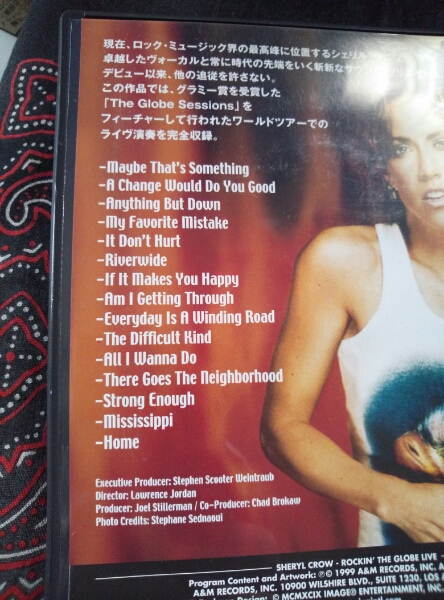 現在、ロック・ミュージック界の最高峰に位置するシェリル
卓越したヴォーカルと常に時代の先端をいく斬新なサウ
デビュー以来、他の追従を許さない。
この作品では、グラミー賞を受賞した
「The Globe Sessions」を
フィーチャーして行われたワールドツアーでの
ライヴ演奏を完全収録。
-Maybe That's Something
-A Change Would Do You Good
-Anything But Down
-My Favorite Mistake
-It Don't Hurt
-Riverwide
-If It Makes You Happy
-Am I Getting Through
-Everyday Is A Winding Road
-The Difficult Kind
-All I Wanna Do
-There Goes The Neighborhood
-Strong Enough
-Mississippi
-Home
Executive Producer: Stephen Scooter Weintraub
Director: Lawrence Jordan
Producer: Joel Stillerman / Co-Producer: Chad Brokaw
Photo Credits: Stephane Sednaoui
SHERYL CROW - ROCKIN' THE GLOBE LIVE -
Program Content and Artwork: ℗© 1999 A&M RECORDS, INC. A
A&M RECORDS, INC. 10900 WILSHIRE BLVD., SUITE 1230, LOS
Design: © MCMXCIX IMAGE® ENTERTAINMENT, INC.